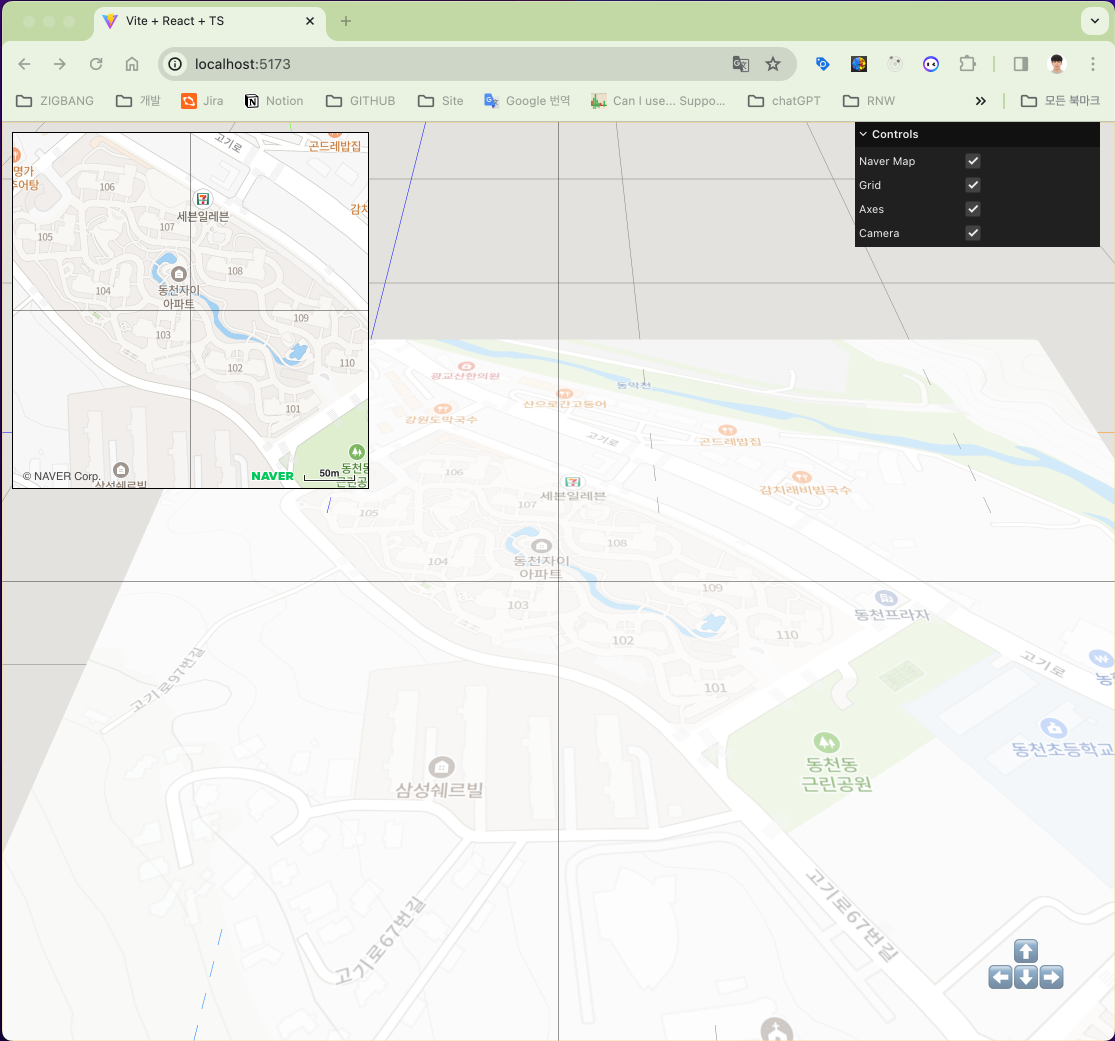 Vite + React + TS
localhost:5173
ZIGBANG
개발
Jira
Notion
GITHUB
Site
Google 번역
Can I use... Suppo...
chatGPT
RNW
모든 북마크
Controls
Naver Map
Grid
Axes
Camera
고기로
곤드레밥집
명가
106
세븐일레븐
105
107
108
동천자이
아파트
104
109
103
102
110
101
© NAVER Corp.
삼성쉐르빌
NAVER
50m
동천동
근린공원
광교산한의원
동막천
산으로간고등어
강원도막국수
고기로
곤드레밥집
106
세븐일레븐
김치래비빔국수
107
105
108
동천자이
아파트
104
109
103
동천프라자
102
110
고기로
고기로97번길
101
동천초등학교
동천동
근린공원
삼성쉐르빌
고기로67번길
고기로67번길